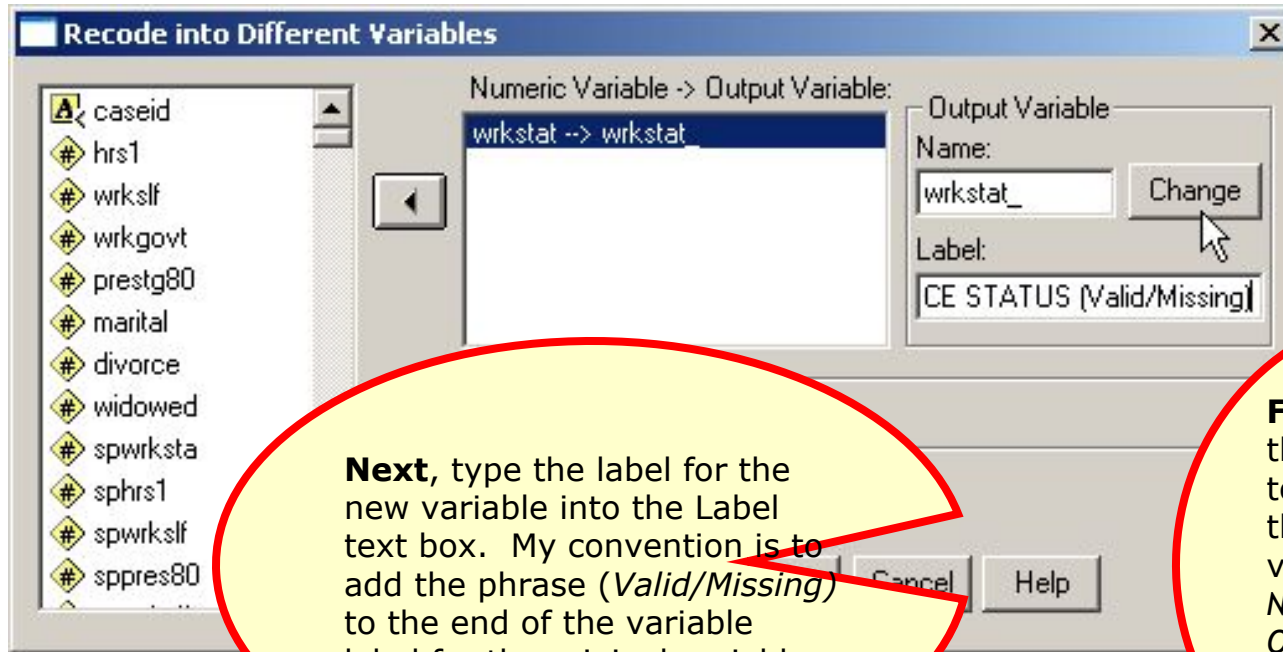 Recode into Different Variables
caseid
hrs1
wrkslf
wrkgovt
prestg80
marital
divorce
widowed
spwrksta
sphrs1
spwrkslf
sppres80
Numeric Variable -> Output Variable:
wrkstat --> wrkstat_
Output Variable
Name:
wrkstat_
Change
Label:
CE STATUS (Valid/Missing)
Next, type the label for the
new variable into the Label
text box. My convention is to
add the phrase (Valid/Missing)
to the end of the variable
Cancel
Help